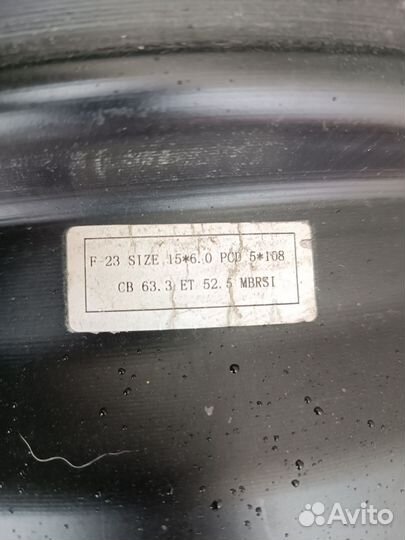 F-23 SIZE 15*6.0 PCD 5*108
CB 63.3 ET 52.5 MBRSI
Avito